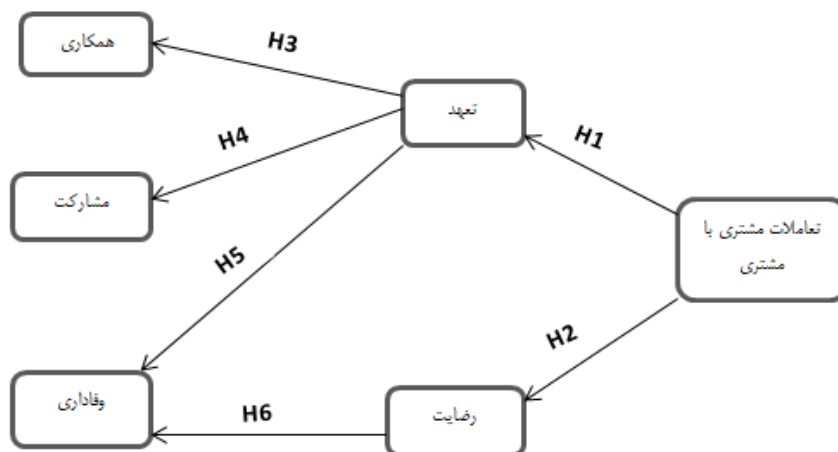 همکاری
H3
تعهد
H1
H4
مشارکت
تعاملات مشتری با
مشتری
H5
H2
وفاداری
H6
رضایت